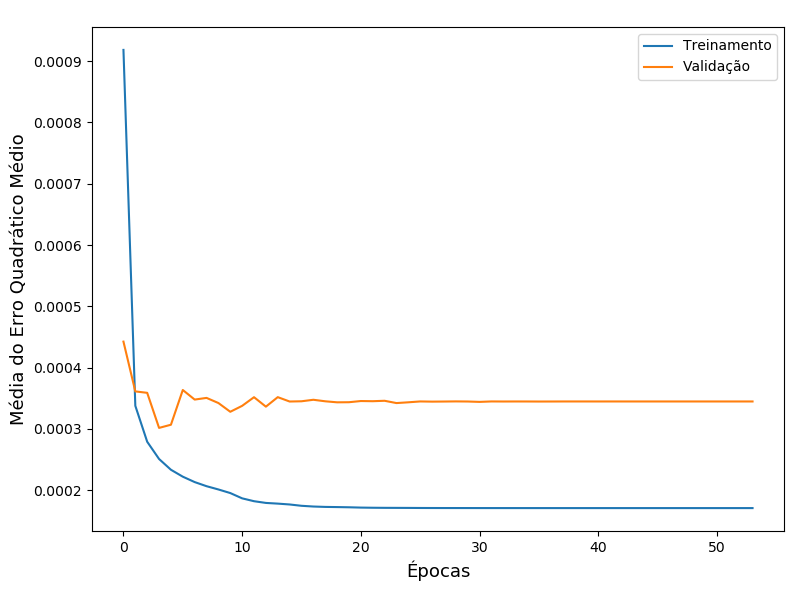 Treinamento
Validação
Média do Erro Quadrático Médio
0.0009
0.0008
0.0007
0.0006
0.0005
0.0004
0.0003
0.0002
0 10 20 30 40 50
Épocas